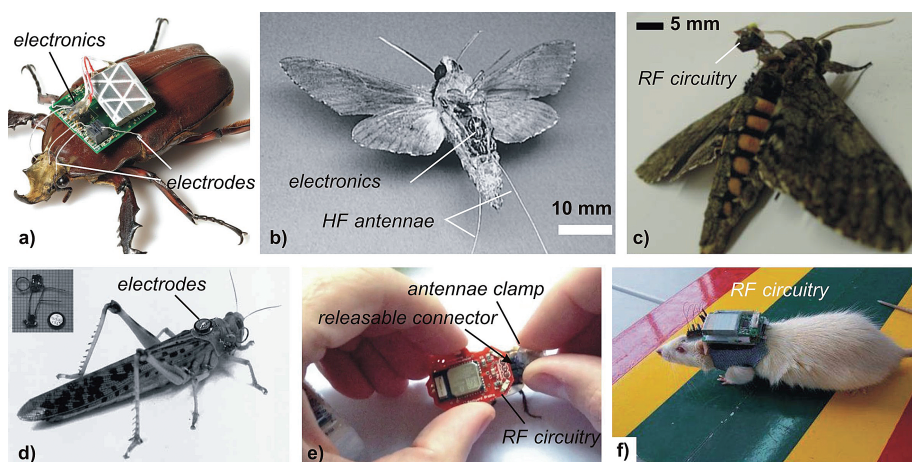 electronics
electrodes
a)
electronics
HF antennae
10 mm
b)
5 mm
RF circuitry
c)
electrodes
d)
antennae clamp
releasable connector
RF circuitry
e)
RF circuitry
f)